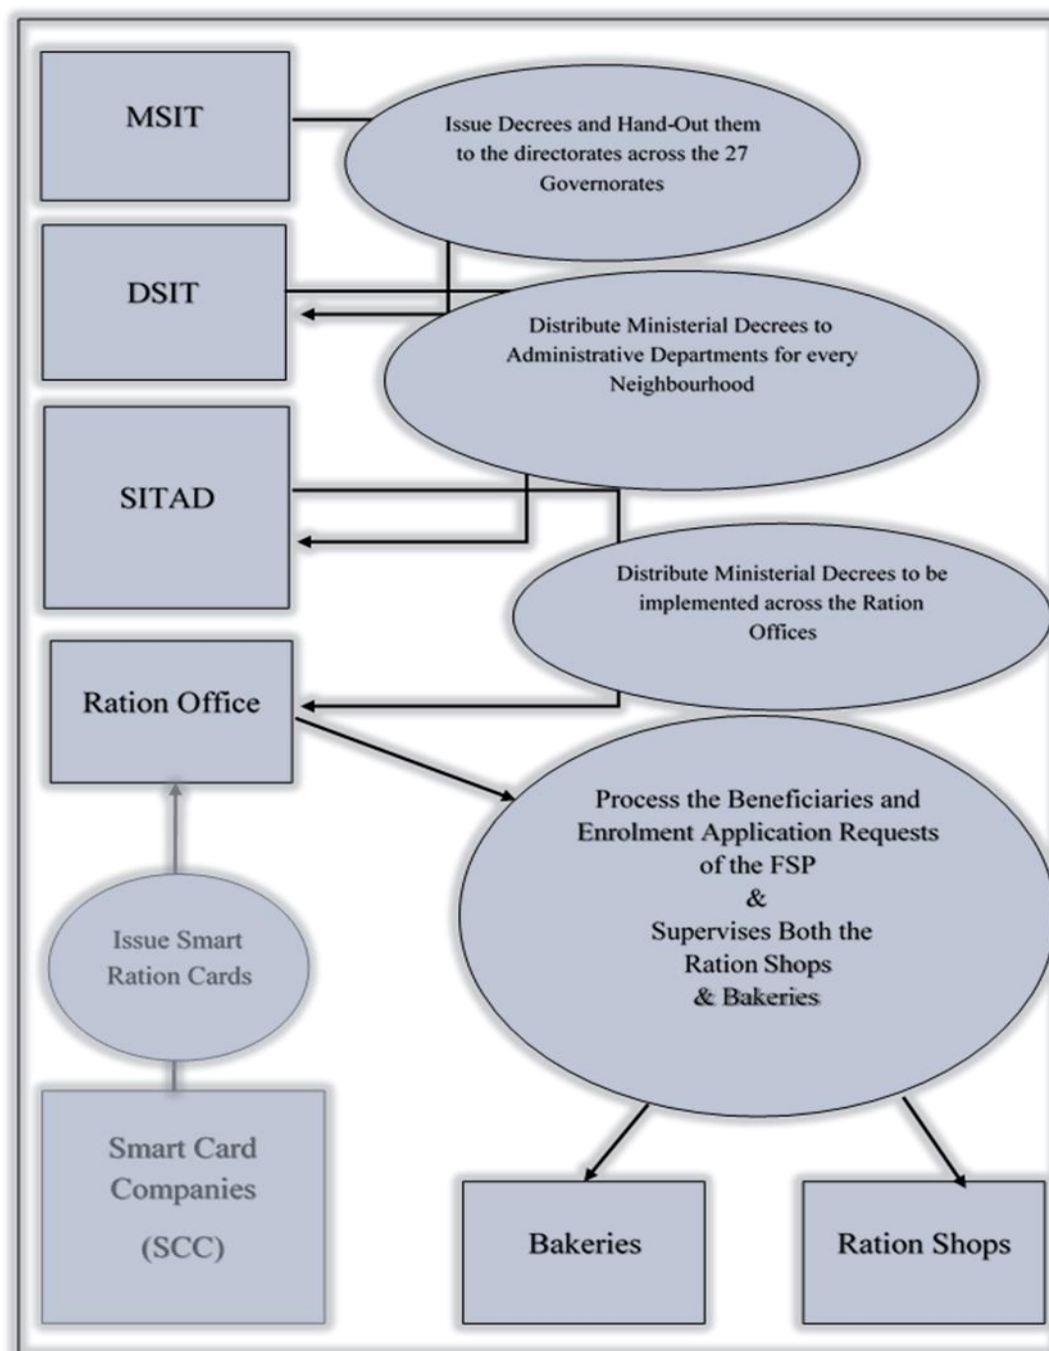 MSIT
Issue Decrees and Hand-Out them
to the directorates across the 27
Governorates
DSIT
Distribute Ministerial Decrees to
Administrative Departments for every
Neighbourhood
SITAD
Distribute Ministerial Decrees to be
implemented across the Ration
Offices
Ration Office
Process the Beneficiaries and
Enrolment Application Requests
of the FSP
&
Supervises Both the
Ration Shops
& Bakeries
Issue Smart
Ration Cards
Smart Card
Companies
(SCC)
Bakeries
Ration Shops